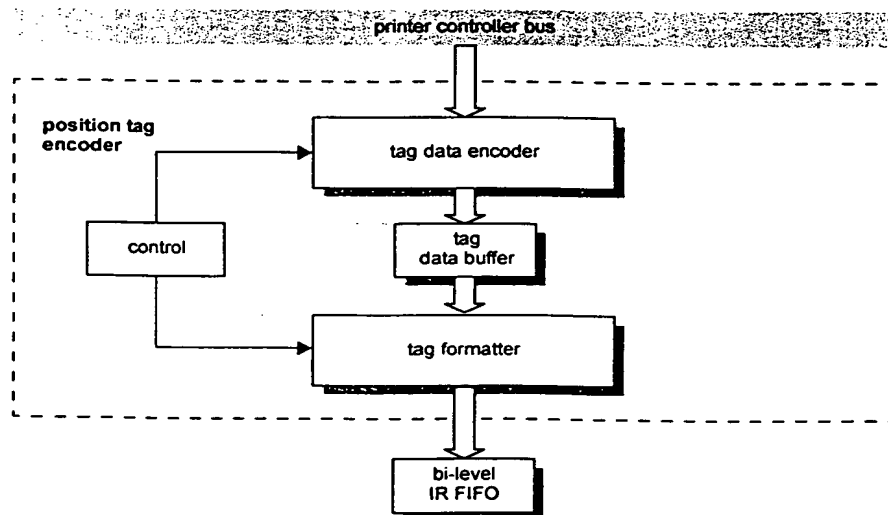 printer controller bus
position tag
encoder
tag data encoder
control
tag
data buffer
tag formatter
bi-level
IR FIFO